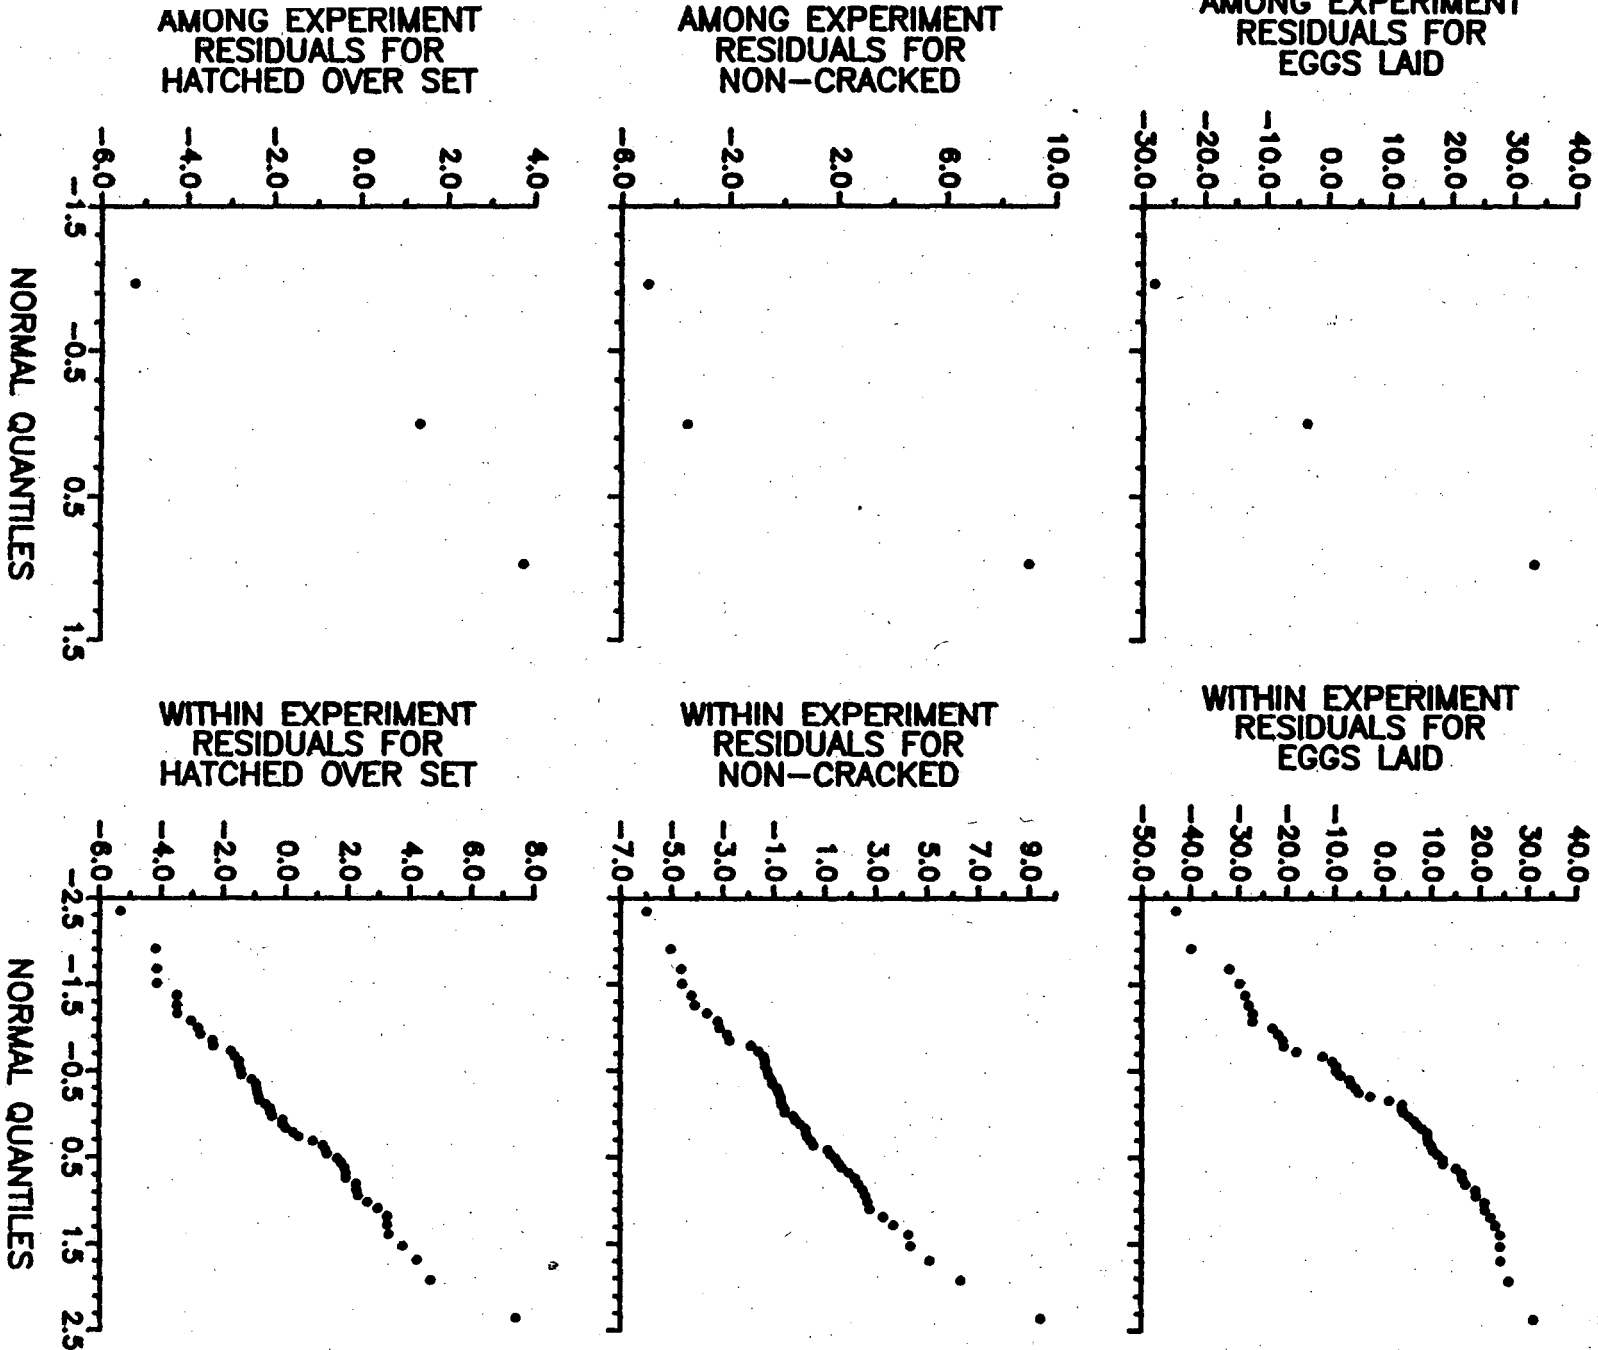 AMONG EXPERIMENT
RESIDUALS FOR
HATCHED OVER SET
AMONG EXPERIMENT
RESIDUALS FOR
NON-CRACKED
AMONG EXPERIMENT
RESIDUALS FOR
EGGS LAID
-6.0 -4.0 -2.0 0.0 2.0 4.0
-6.0 -2.0 2.0 6.0 10.0
-30.0 -20.0 -10.0 0.0 10.0 20.0 30.0 40.0
-1.5 -0.5 0.5 1.5
NORMAL QUANTILES
WITHIN EXPERIMENT
RESIDUALS FOR
HATCHED OVER SET
WITHIN EXPERIMENT
RESIDUALS FOR
NON-CRACKED
WITHIN EXPERIMENT
RESIDUALS FOR
EGGS LAID
-6.0 -4.0 -2.0 0.0 2.0 4.0 6.0 8.0
-7.0 -5.0 -3.0 -1.0 1.0 3.0 5.0 7.0 9.0
-50.0 -40.0 -30.0 -20.0 -10.0 0.0 10.0 20.0 30.0 40.0
-2.5 -1.5 -0.5 0.5 1.5 2.5
NORMAL QUANTILES